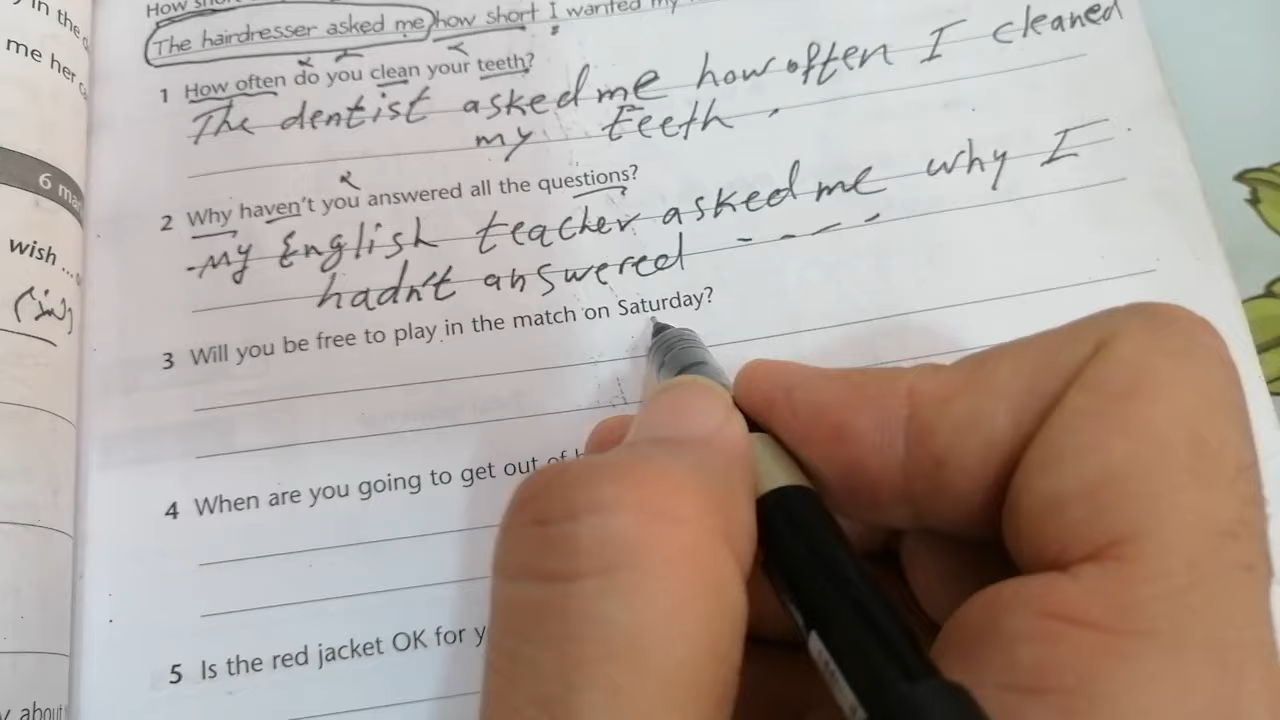 in the
me her
6 ma
wish ...
about
How short
The hairdresser asked me how short I wanted my
1 How often do you clean your teeth?
The dentist asked me how often I cleaned
my teeth.
2 Why haven't you answered all the questions?
My English teacher asked me why I
hadn't answered ----
3 Will you be free to play in the match on Saturday?
4 When are you going to get out of
5 Is the red jacket OK for y